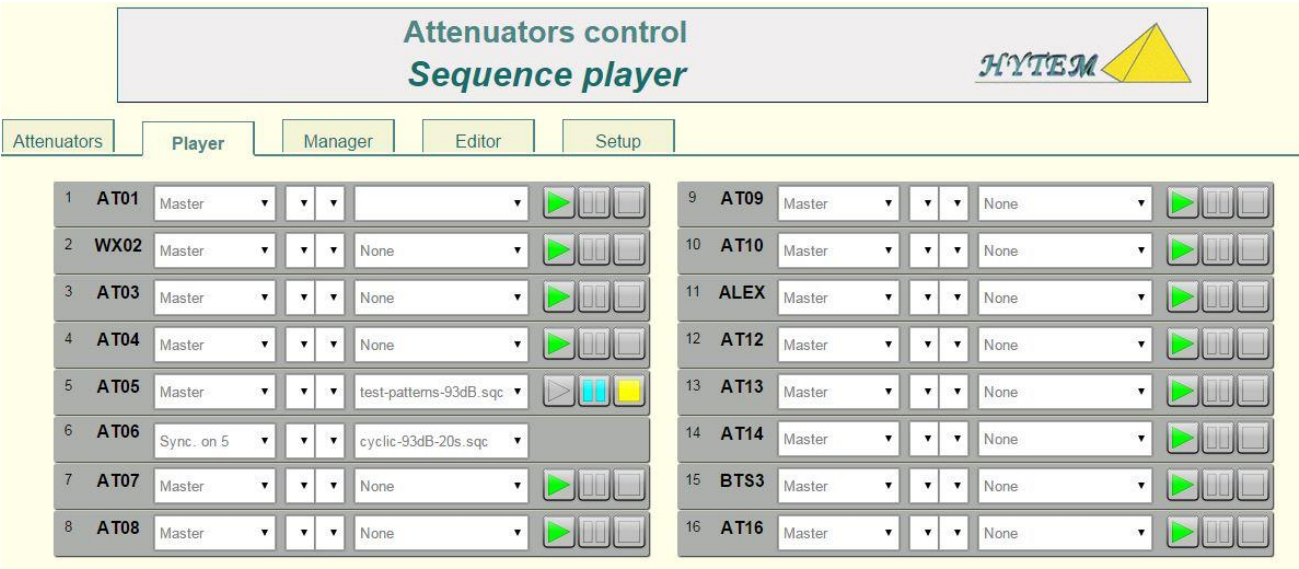 Attenuators control
Sequence player
HYTEM
Attenuators Player Manager Editor Setup
1 AT01 Master
2 WX02 Master None
3 AT03 Master None
4 AT04 Master None
5 AT05 Master test-patterns-93dB.sqc
6 AT06 Sync. on 5 cyclic-93dB-20s.sqc
7 AT07 Master None
8 AT08 Master None
9 AT09 Master None
10 AT10 Master None
11 ALEX Master None
12 AT12 Master None
13 AT13 Master None
14 AT14 Master None
15 BTS3 Master None
16 AT16 Master None